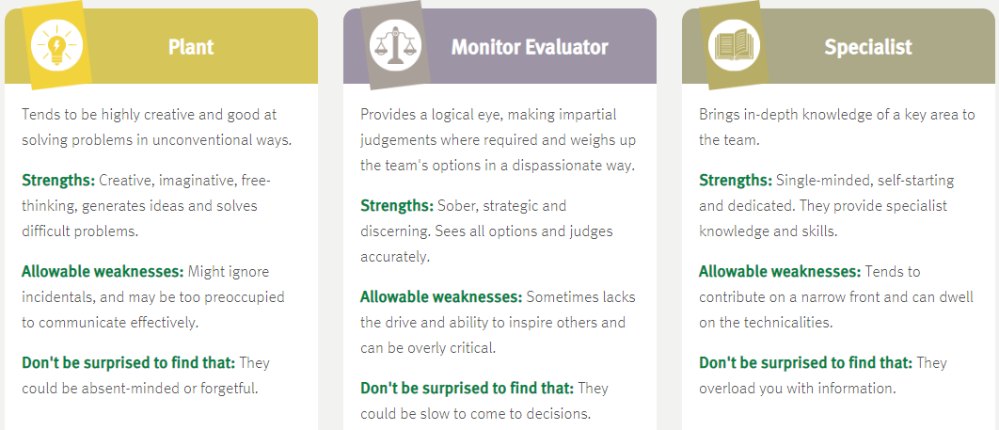 Plant
Tends to be highly creative and good at
solving problems in unconventional ways.
Strengths: Creative, imaginative, free-
thinking, generates ideas and solves
difficult problems.
Allowable weaknesses: Might ignore
incidentals, and may be too preoccupied
to communicate effectively.
Don't be surprised to find that: They
could be absent-minded or forgetful.
Monitor Evaluator
Provides a logical eye, making impartial
judgements where required and weighs up
the team's options in a dispassionate way.
Strengths: Sober, strategic and
discerning. Sees all options and judges
accurately.
Allowable weaknesses: Sometimes lacks
the drive and ability to inspire others and
can be overly critical.
Don't be surprised to find that: They
could be slow to come to decisions.
Specialist
Brings in-depth knowledge of a key area to
the team.
Strengths: Single-minded, self-starting
and dedicated. They provide specialist
knowledge and skills.
Allowable weaknesses: Tends to
contribute on a narrow front and can dwell
on the technicalities.
Don't be surprised to find that: They
overload you with information.